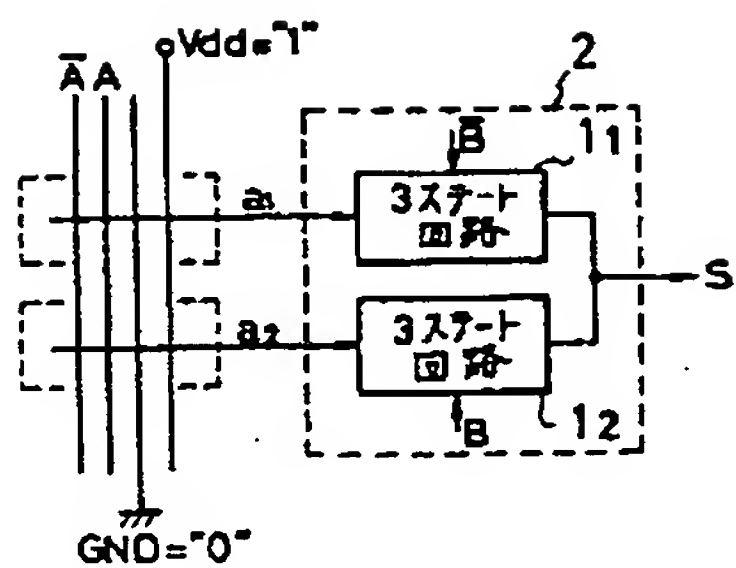 Vdd="1"
A̅ A
2
B̅
1₁
a₁
3ステート
回路
S
a₂
3ステート
回路
1₂
B
GND="0"